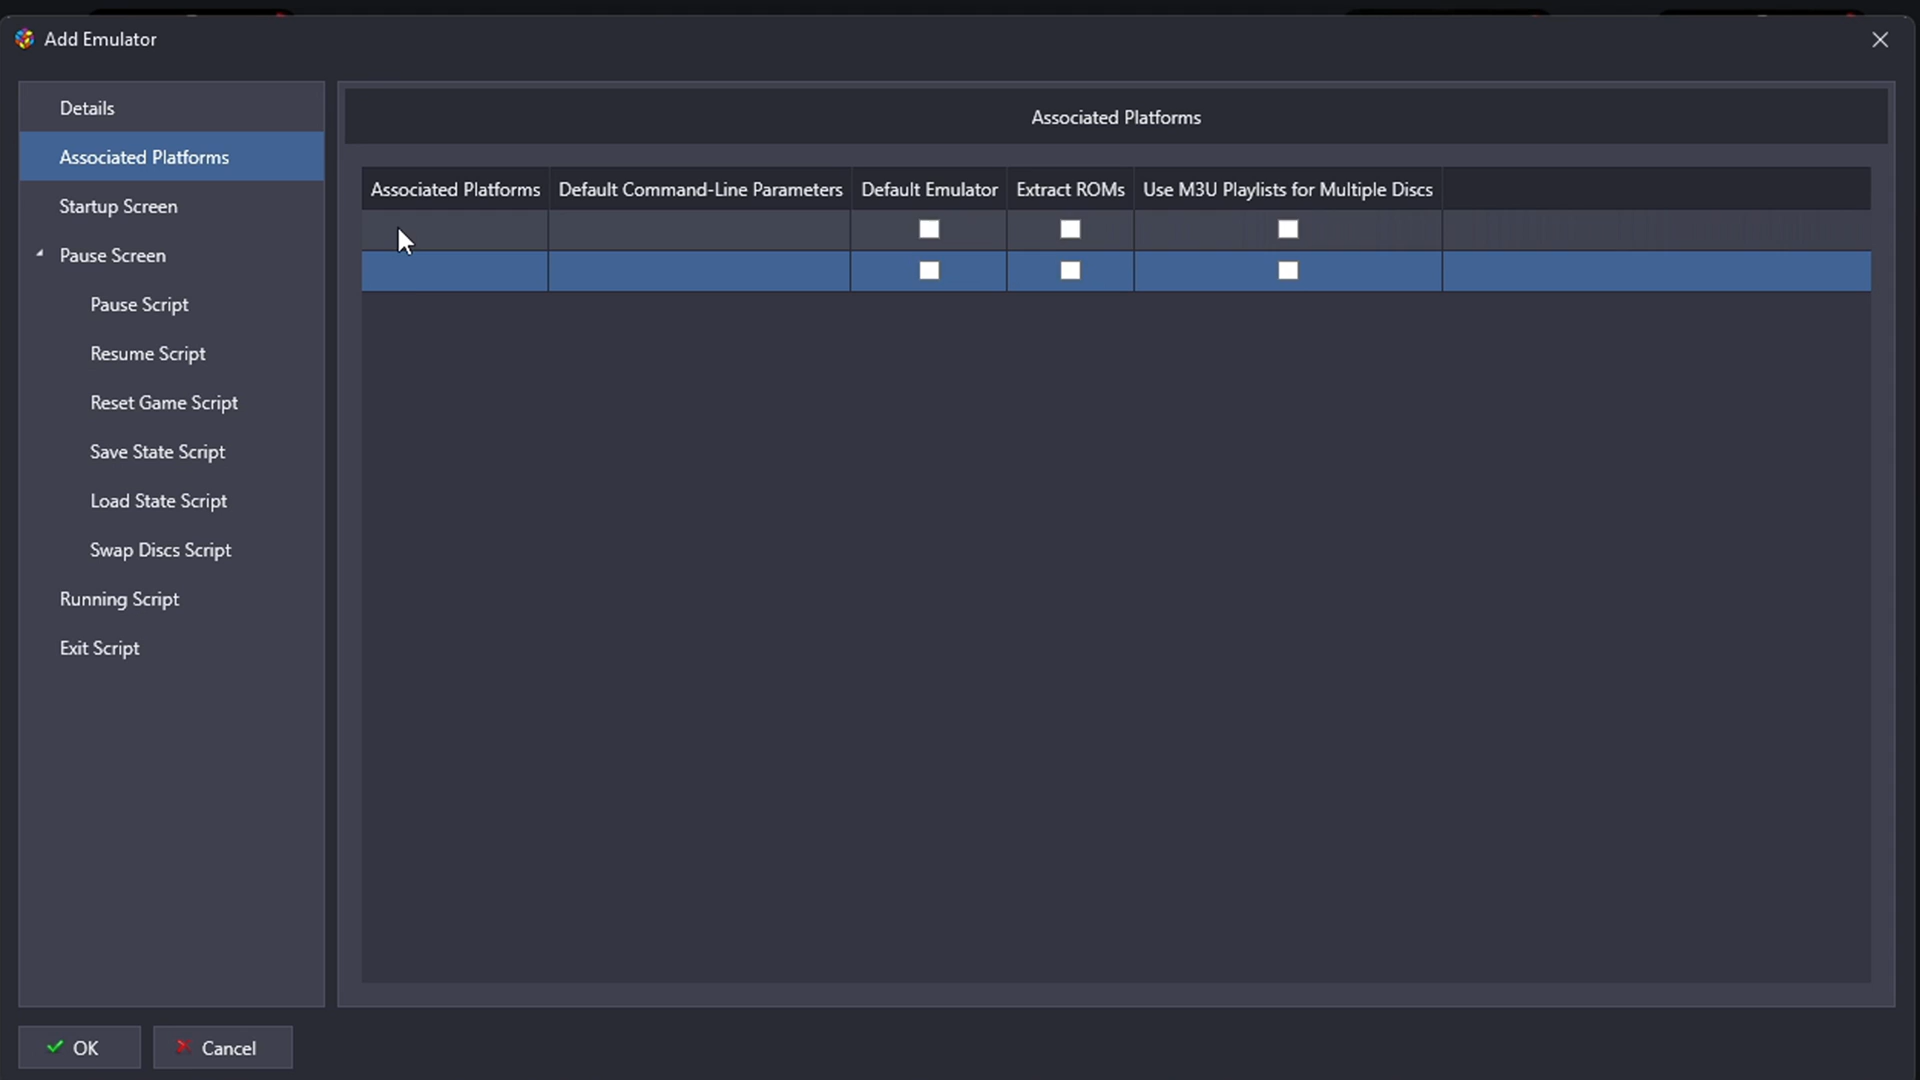 Add Emulator
Details
Associated Platforms
Startup Screen
Pause Screen
Pause Script
Resume Script
Reset Game Script
Save State Script
Load State Script
Swap Discs Script
Running Script
Exit Script
Associated Platforms
Associated Platforms Default Command-Line Parameters Default Emulator Extract ROMs Use M3U Playlists for Multiple Discs
OK Cancel